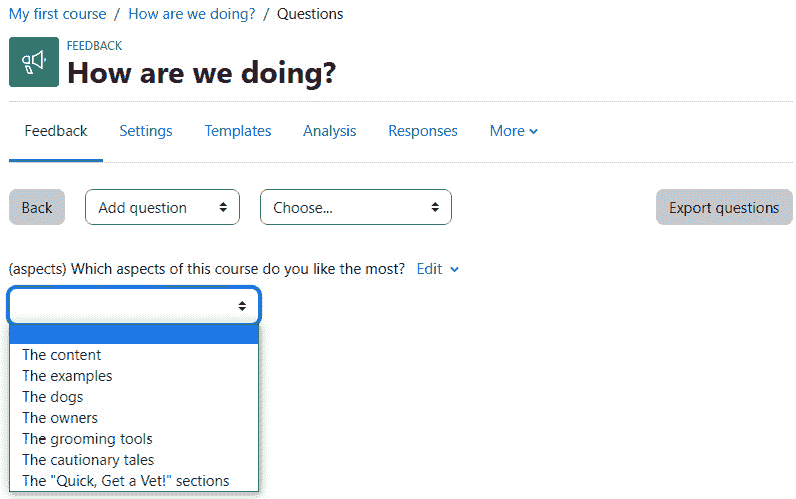 My first course / How are we doing? / Questions
FEEDBACK
How are we doing?
Feedback Settings Templates Analysis Responses More
Back Add question Choose... Export questions
(aspects) Which aspects of this course do you like the most? Edit
The content
The examples
The dogs
The owners
The grooming tools
The cautionary tales
The "Quick, Get a Vet!" sections